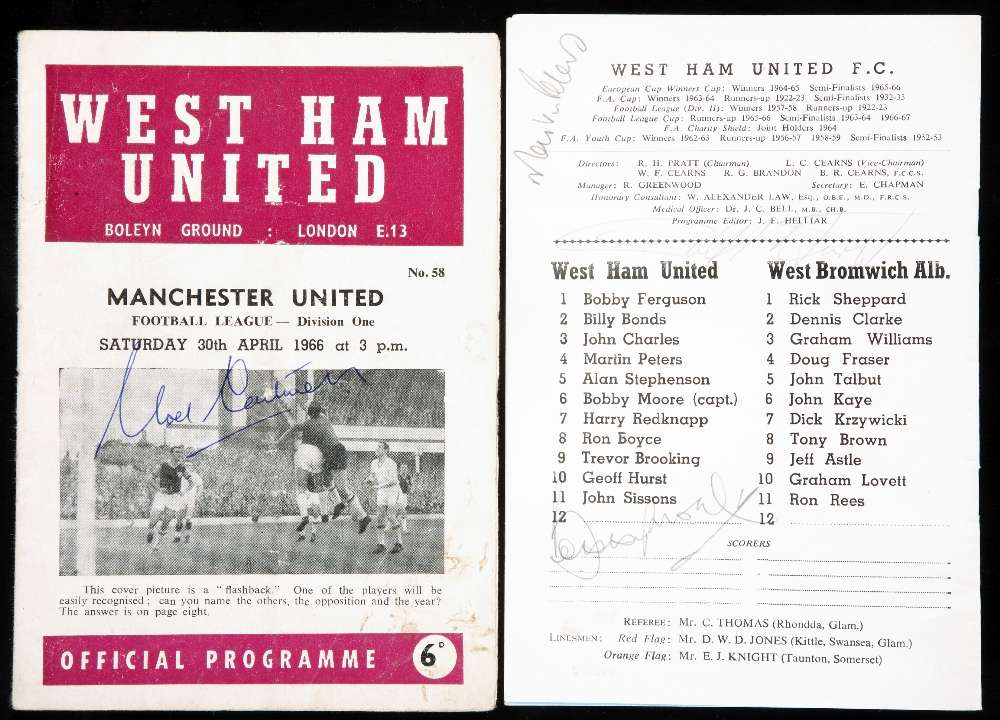 WEST HAM
UNITED
BOLEYN GROUND : LONDON E.13
No. 58
MANCHESTER UNITED
FOOTBALL LEAGUE — Division One
SATURDAY 30th APRIL 1966 at 3 p.m.
Noel Cantwell
This cover picture is a "flashback." One of the players will be
easily recognised; can you name the others, the opposition and the year?
The answer is on page eight.
OFFICIAL PROGRAMME 6D
WEST HAM UNITED F.C.
European Cup Winners Cup: Winners 1964-65 Semi-Finalists 1965-66
F.A. Cup: Winners 1963-64 Runners-up 1922-23 Semi-Finalists 1932-33
Football League (Div. II): Winners 1957-58 Runners-up 1922-23
Football League Cup: Runners-up 1965-66 Semi-Finalists 1963-64 1966-67
F.A. Charity Shield: Joint Holders 1964
F.A. Youth Cup: Winners 1962-63 Runners-up 1956-57 1958-59 Semi-Finalists 1952-53
Directors: R. H. PRATT (Chairman) L. C. CEARNS (Vice-Chairman)
W. F. CEARNS R. G. BRANDON B. R. CEARNS, F.C.C.S.
Manager: R. GREENWOOD Secretary: E. CHAPMAN
Honorary Consultant: W. ALEXANDER LAW, Esq., O.B.E., M.D., F.R.C.S.
Medical Officer: Dr. J. C. BELL, M.B., CH.B.
Programme Editor: J. F. HELLIAR
West Ham United
1 Bobby Ferguson
2 Billy Bonds
3 John Charles
4 Martin Peters
5 Alan Stephenson
6 Bobby Moore (capt.)
7 Harry Redknapp
8 Ron Boyce
9 Trevor Brooking
10 Geoff Hurst
11 John Sissons
12
West Bromwich Alb.
1 Rick Sheppard
2 Dennis Clarke
3 Graham Williams
4 Doug Fraser
5 John Talbut
6 John Kaye
7 Dick Krzywicki
8 Tony Brown
9 Jeff Astle
10 Graham Lovett
11 Ron Rees
12
SCORERS
REFEREE: Mr. C. THOMAS (Rhondda, Glam.)
LINESMEN: Red Flag: Mr. D. W. D. JONES (Kittle, Swansea, Glam.)
Orange Flag: Mr. E. J. KNIGHT (Taunton, Somerset)